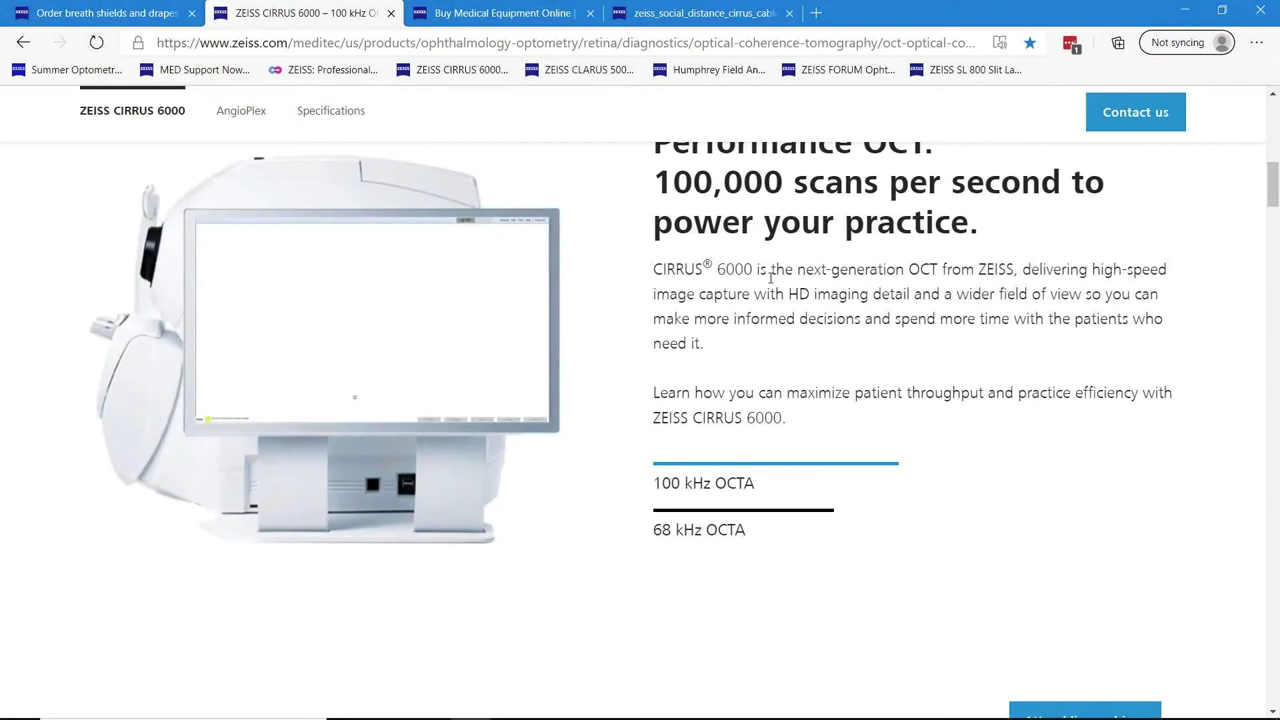 Order breath shields and drapes
ZEISS CIRRUS 6000 – 100 kHz O
Buy Medical Equipment Online |
zeiss_social_distance_cirrus_cabl
https://www.zeiss.com/meditec/us/products/ophthalmology-optometry/retina/diagnostics/optical-coherence-tomography/oct-optical-co...
1
Not syncing
Summer Optometr...
MED Support Now...
ZEISS: Professional...
ZEISS CIRRUS 6000...
ZEISS CLARUS 500...
Humphrey Field An...
ZEISS FORUM Opht...
ZEISS SL 800 Slit La...
ZEISS CIRRUS 6000
AngioPlex
Specifications
Contact us
Performance OCT.
100,000 scans per second to
power your practice.
CIRRUS® 6000 is the next-generation OCT from ZEISS, delivering high-speed
image capture with HD imaging detail and a wider field of view so you can
make more informed decisions and spend more time with the patients who
need it.
Learn how you can maximize patient throughput and practice efficiency with
ZEISS CIRRUS 6000.
100 kHz OCTA
68 kHz OCTA